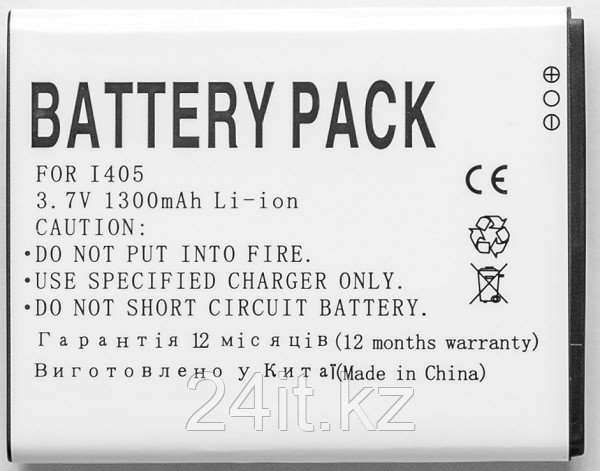 BATTERY PACK
FOR I405
3.7V 1300mAh Li-ion
CAUTION:
·DO NOT PUT INTO FIRE.
·USE SPECIFIED CHARGER ONLY.
·DO NOT SHORT CIRCUIT BATTERY.
Гарантія 12 місяців (12 months warranty)
Виготовлено у Китаї(Made in China)
CE
24it.kz